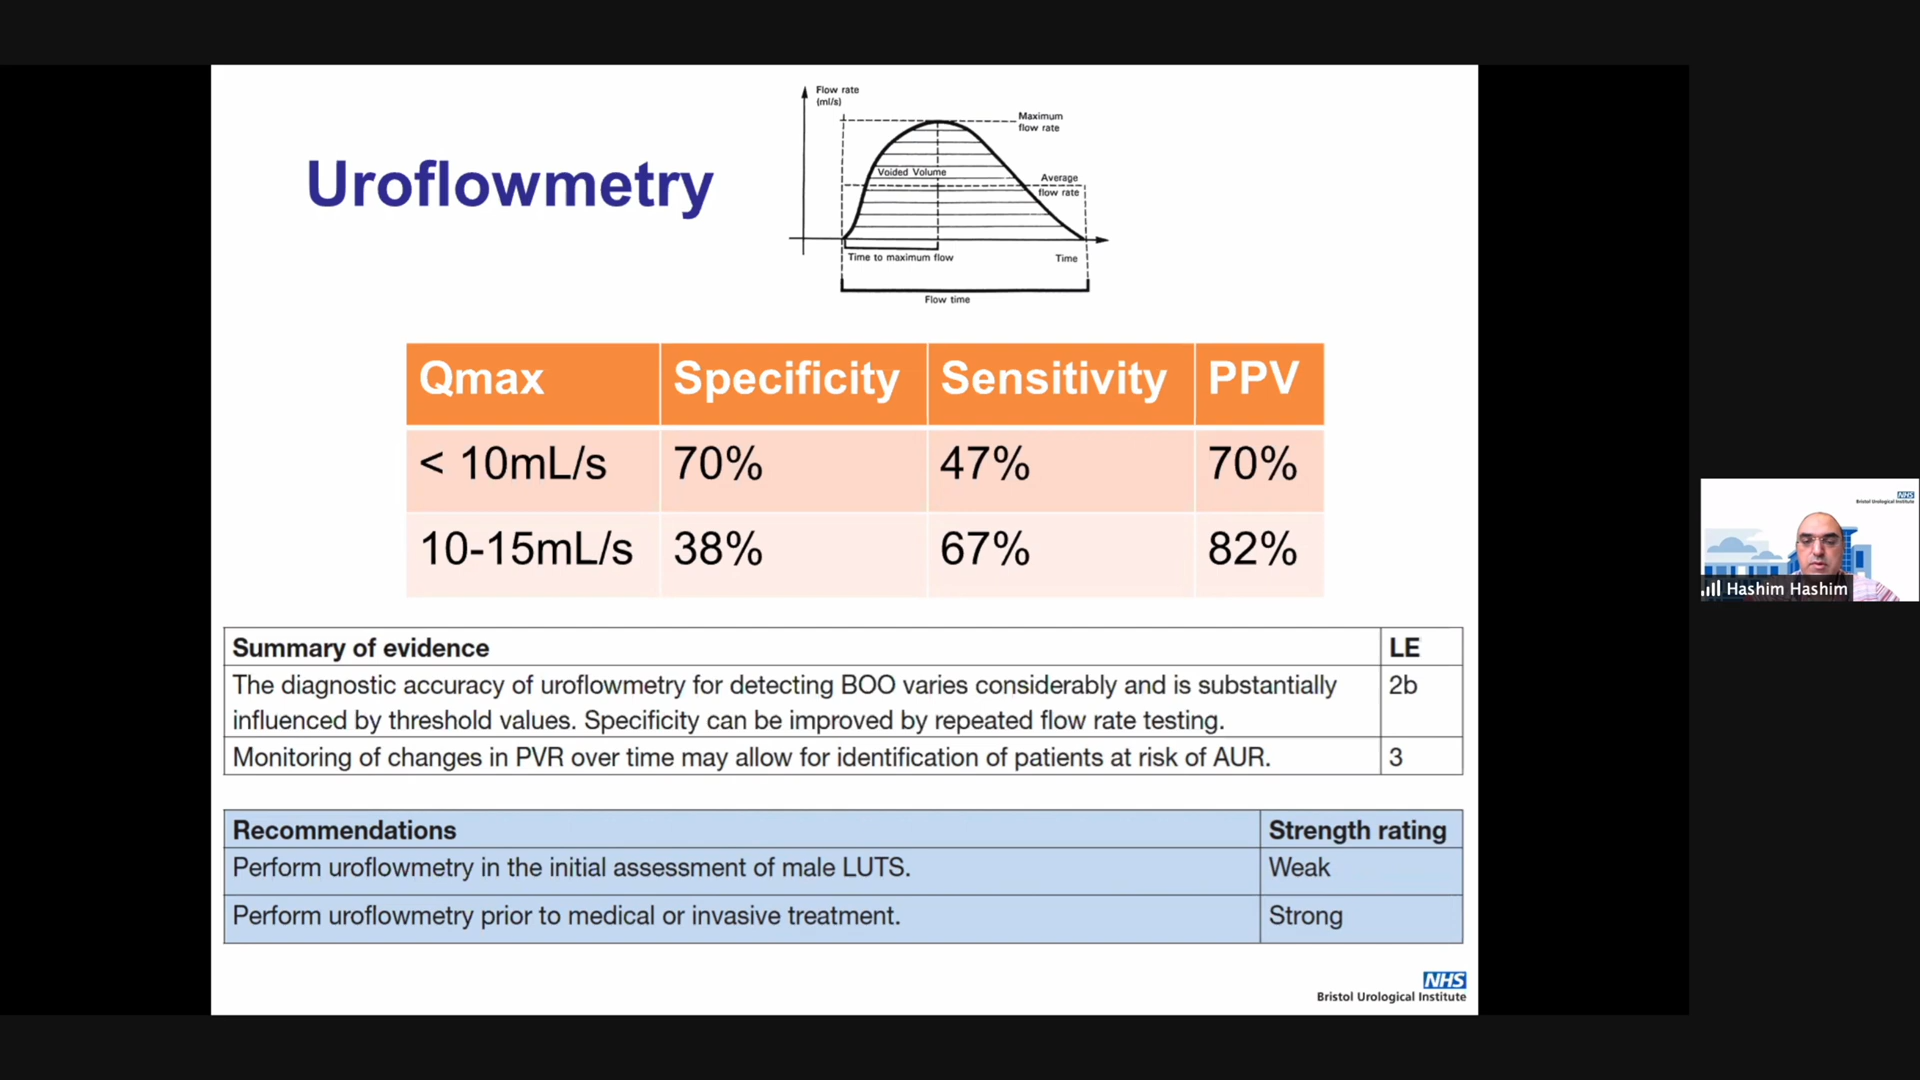 Uroflowmetry
Flow rate
(ml/s)
Maximum
flow rate
Voided Volume
Average
flow rate
Time to maximum flow
Time
Flow time
Qmax Specificity Sensitivity PPV
< 10mL/s 70% 47% 70%
10-15mL/s 38% 67% 82%
Summary of evidence LE
The diagnostic accuracy of uroflowmetry for detecting BOO varies considerably and is substantially 2b
influenced by threshold values. Specificity can be improved by repeated flow rate testing.
Monitoring of changes in PVR over time may allow for identification of patients at risk of AUR. 3
Recommendations Strength rating
Perform uroflowmetry in the initial assessment of male LUTS. Weak
Perform uroflowmetry prior to medical or invasive treatment. Strong
NHS
Bristol Urological Institute
NHS
Bristol Urological Institute
Hashim Hashim